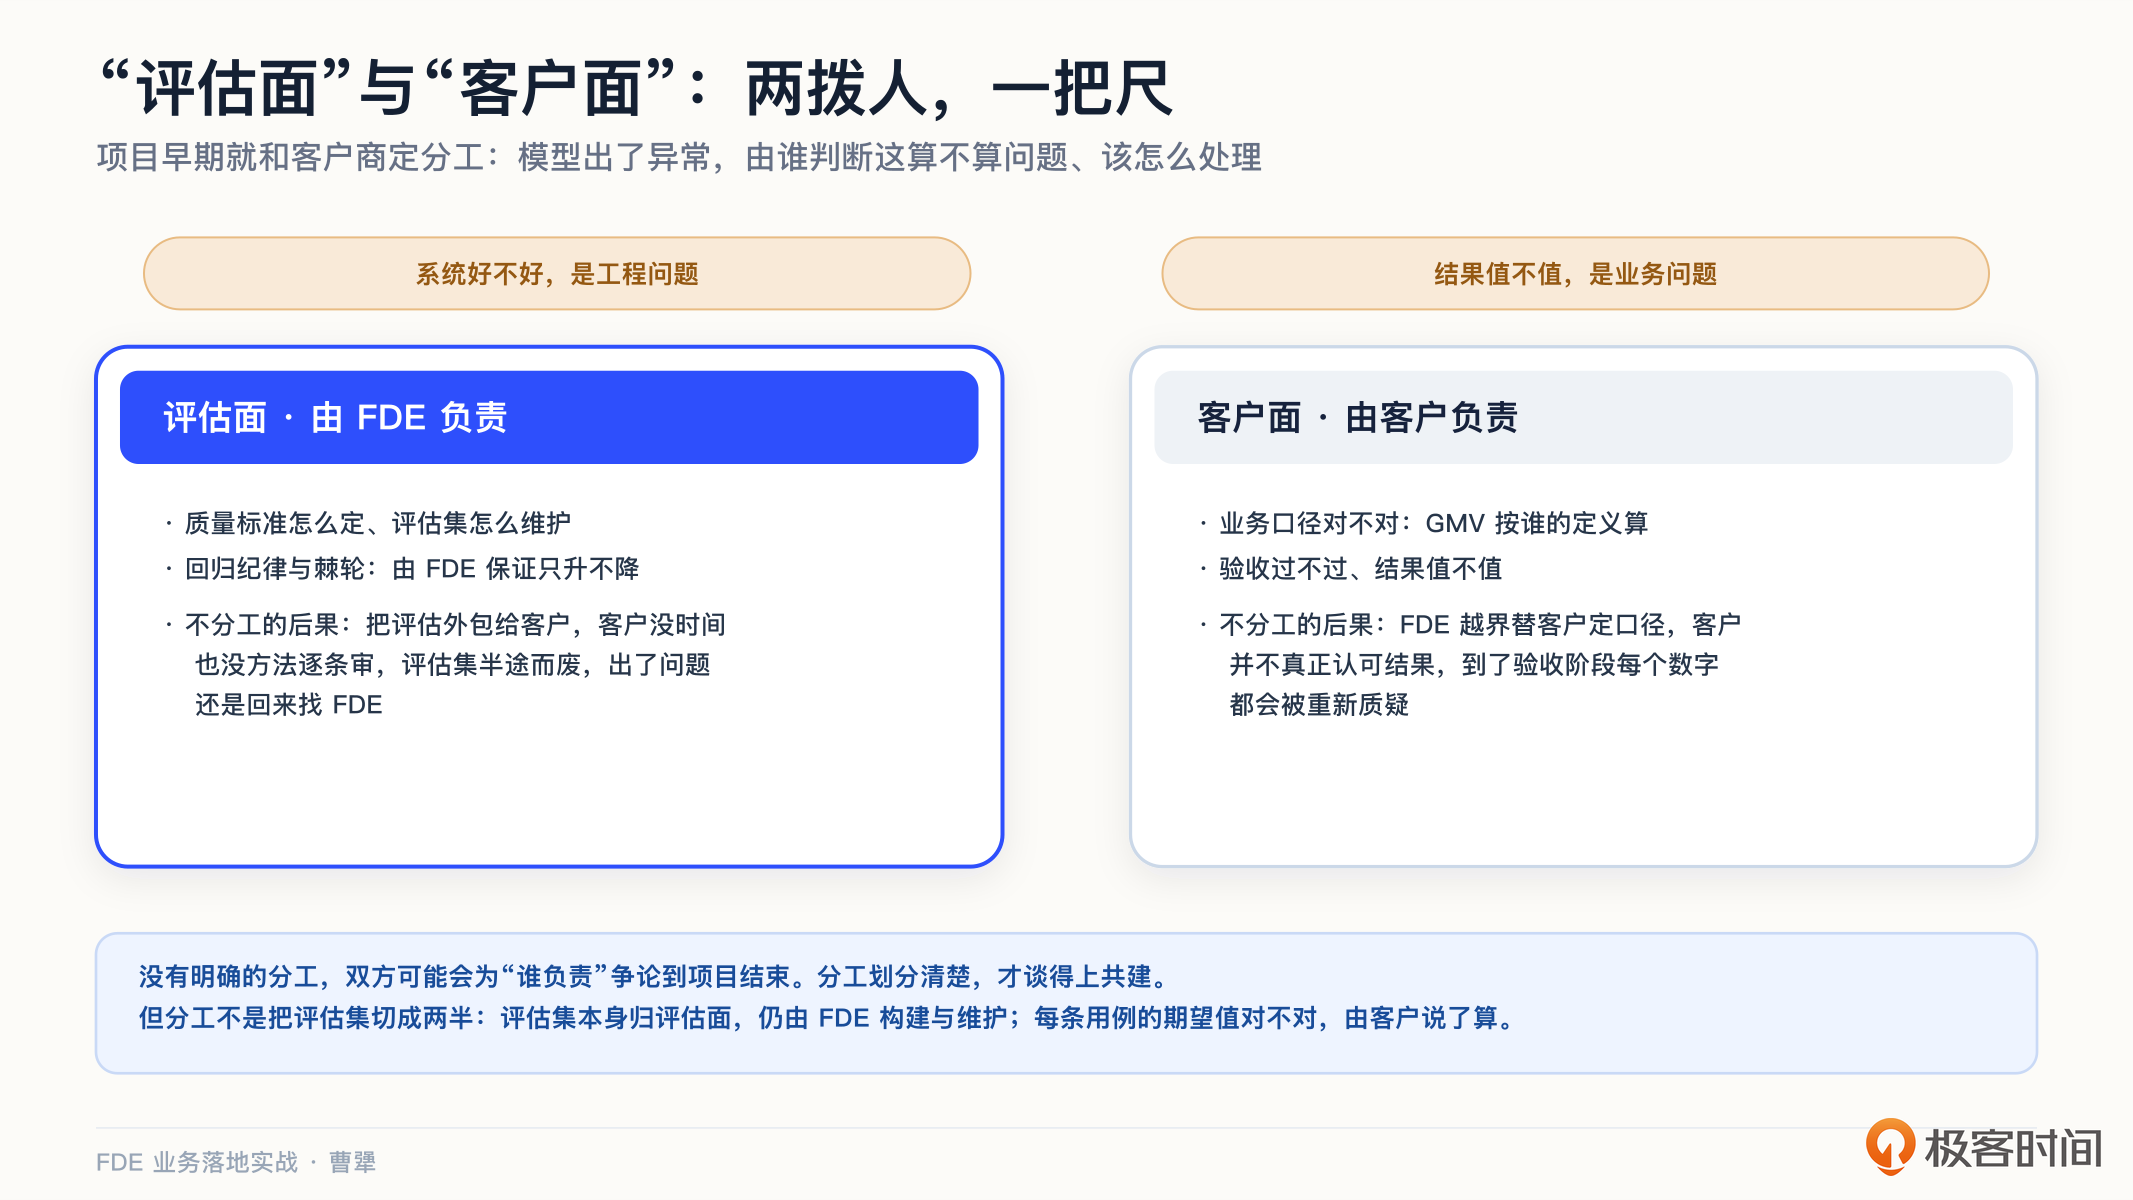 “评估面”与“客户面”：两拨人，一把尺
项目早期就和客户商定分工：模型出了异常，由谁判断这算不算问题、该怎么处理
系统好不好，是工程问题
评估面 · 由 FDE 负责
· 质量标准怎么定、评估集怎么维护
· 回归纪律与棘轮：由 FDE 保证只升不降
· 不分工的后果：把评估外包给客户，客户没时间
也没方法逐条审，评估集半途而废，出了问题
还是回来找 FDE
结果值不值，是业务问题
客户面 · 由客户负责
· 业务口径对不对：GMV 按谁的定义算
· 验收过不过、结果值不值
· 不分工的后果：FDE 越界替客户定口径，客户
并不真正认可结果，到了验收阶段每个数字
都会被重新质疑
没有明确的分工，双方可能会为“谁负责”争论到项目结束。分工划分清楚，才谈得上共建。
但分工不是把评估集切成两半：评估集本身归评估面，仍由 FDE 构建与维护；每条用例的期望值对不对，由客户说了算。
FDE 业务落地实战 · 曹犟
极客时间